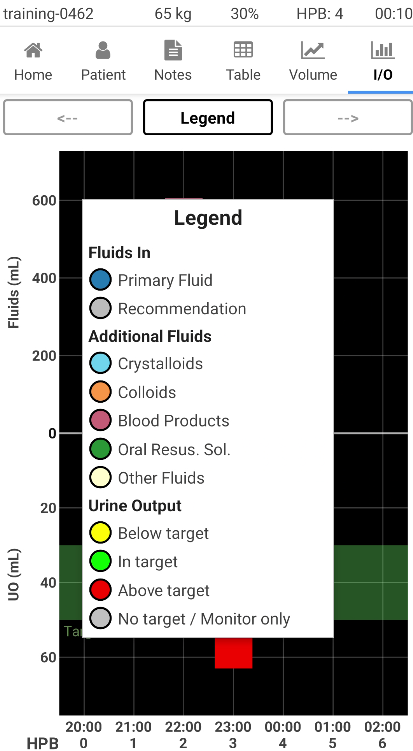 training-0462 65 kg 30% HPB: 4 00:10
Home Patient Notes Table Volume I/O
<-- Legend -->
600
400
200
0
20
40
60
Fluids (mL)
UO (mL)
Legend
Fluids In
Primary Fluid
Recommendation
Additional Fluids
Crystalloids
Colloids
Blood Products
Oral Resus. Sol.
Other Fluids
Urine Output
Below target
In target
Above target
No target / Monitor only
20:00 21:00 22:00 23:00 00:00 01:00 02:00
HPB 0 1 2 3 4 5 6